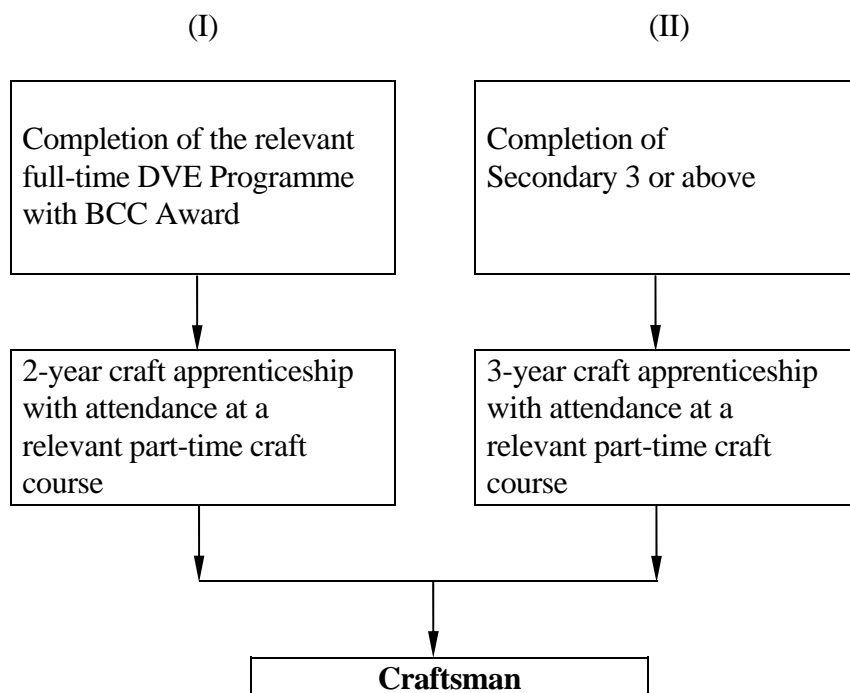 (I)
(II)
Completion of the relevant
full-time DVE Programme
with BCC Award
Completion of
Secondary 3 or above
2-year craft apprenticeship
with attendance at a
relevant part-time craft
course
3-year craft apprenticeship
with attendance at a
relevant part-time craft
course
Craftsman